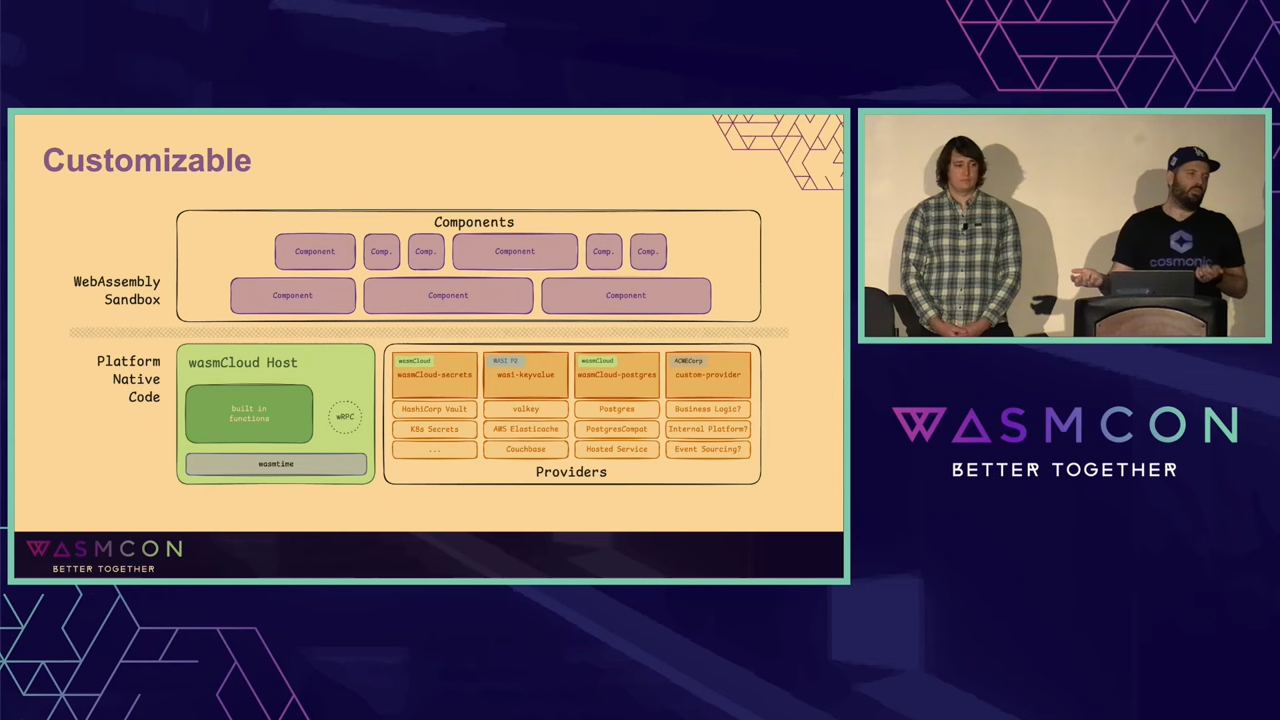 Customizable
Components
Component
Comp.
Comp.
Component
Comp.
Comp.
WebAssembly
Sandbox
Component
Component
Component
Platform
Native
Code
wasmCloud Host
built in
functions
wRPC
wasmtime
wasmCloud
wasmCloud-secrets
HashiCorp Vault
K8s Secrets
...
WASI P2
wasi-keyvalue
valkey
AWS Elasticache
Couchbase
wasmCloud
wasmCloud-postgres
Postgres
PostgresCompat
Hosted Service
ACMECorp
custom-provider
Business Logic?
Internal Platform?
Event Sourcing?
Providers
WASMCON
BETTER TOGETHER
cosmonic
WASMCON
BETTER TOGETHER